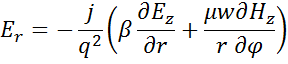 $E_r = -\frac{j}{q^2}\left(\beta \frac{\partial E_z}{\partial r} + \frac{\mu w \partial H_z}{r\, \partial \varphi}\right)$